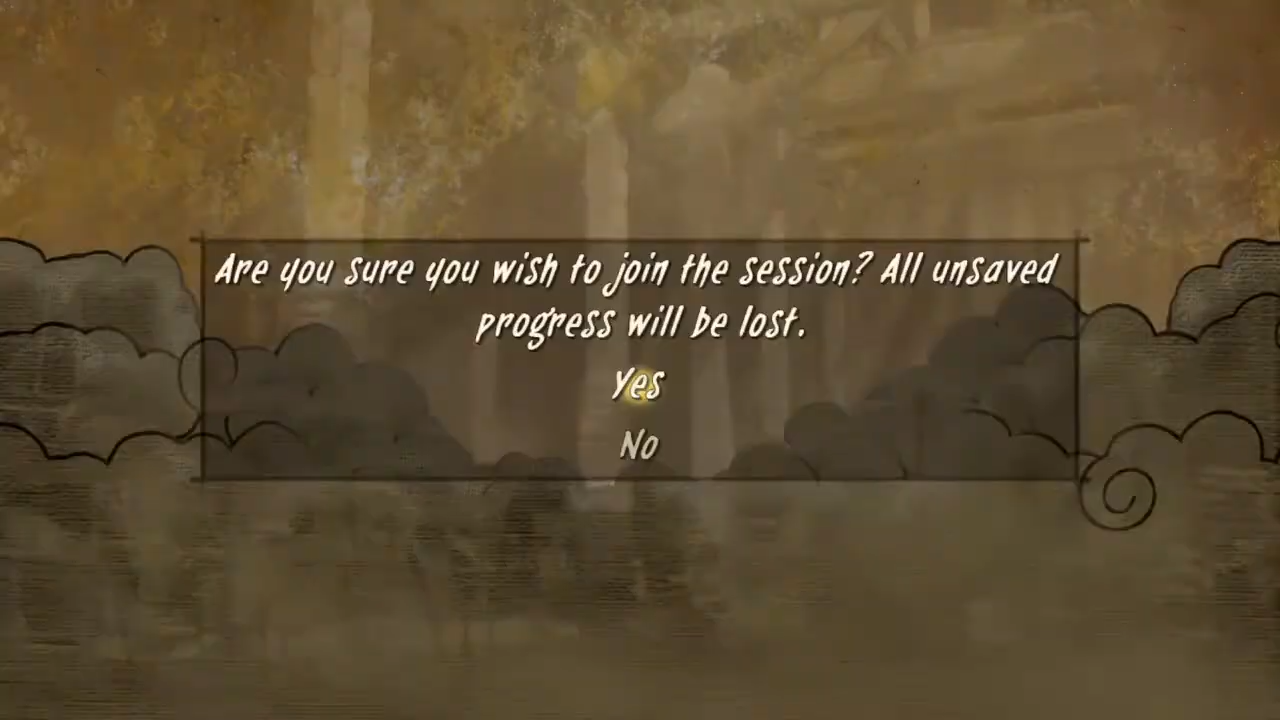 Are you sure you wish to join the session? All unsaved
progress will be lost.
Yes
No